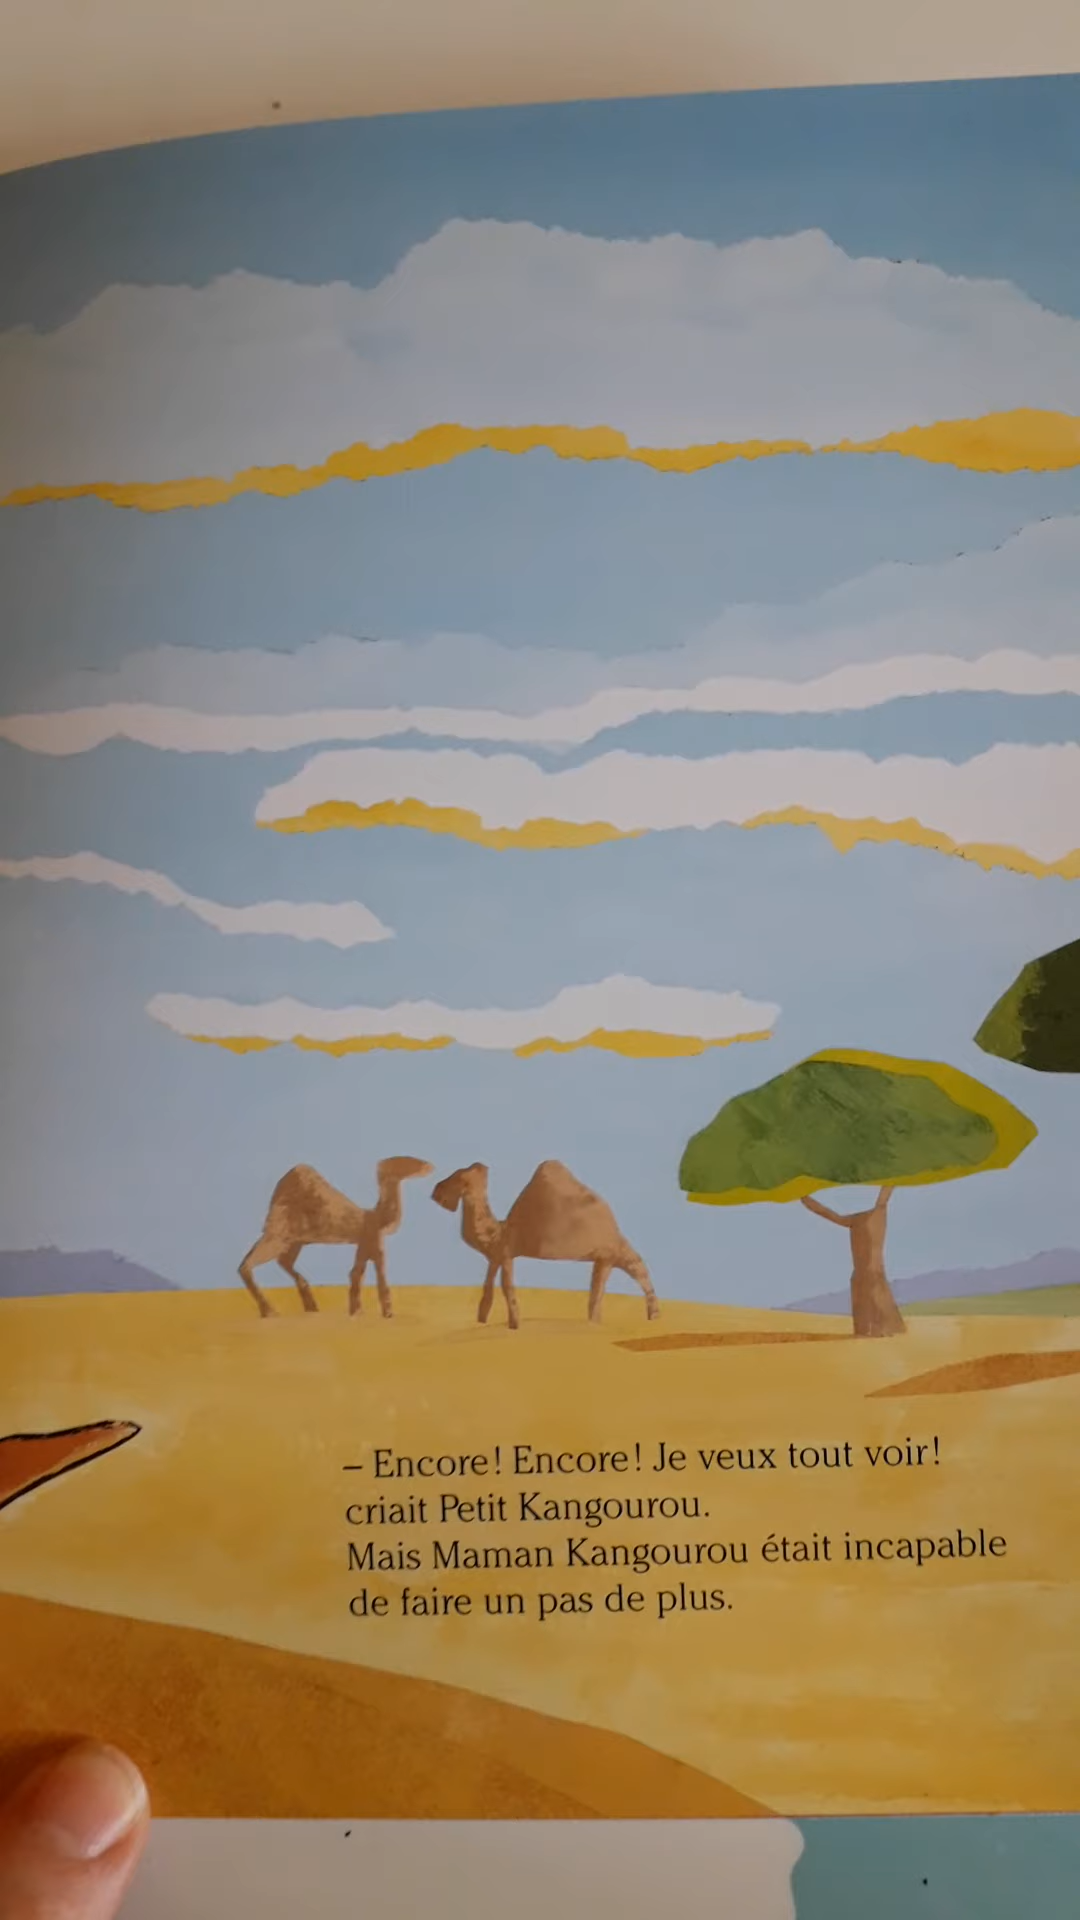 – Encore! Encore! Je veux tout voir!
criait Petit Kangourou.
Mais Maman Kangourou était incapable
de faire un pas de plus.